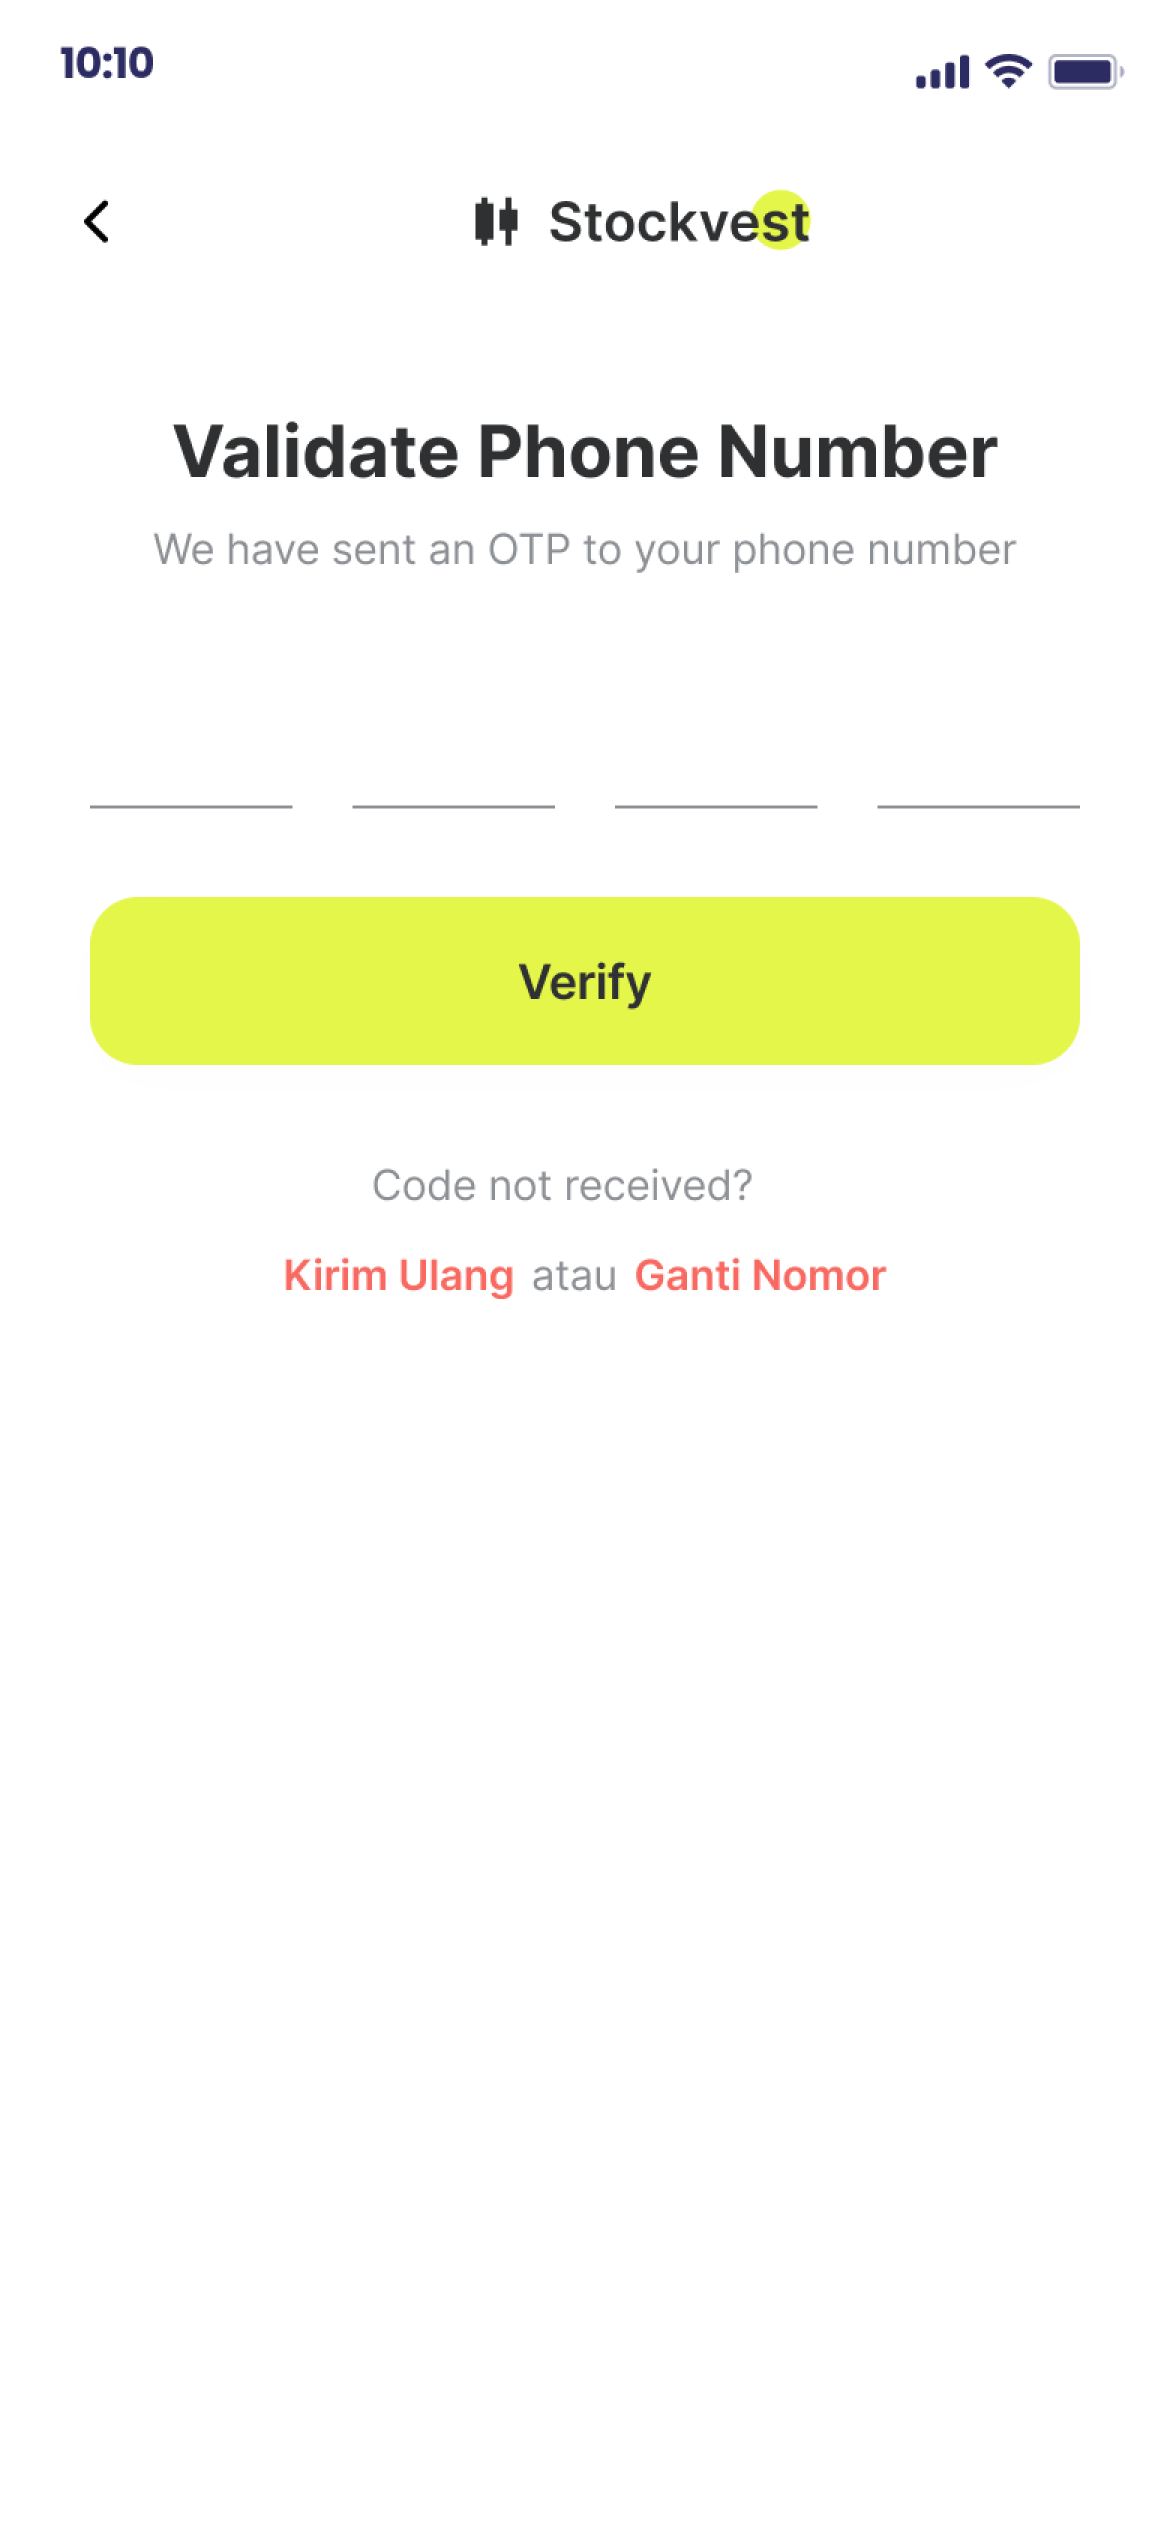 10:10
Stockvest
Validate Phone Number
We have sent an OTP to your phone number
Verify
Code not received?
Kirim Ulang atau Ganti Nomor